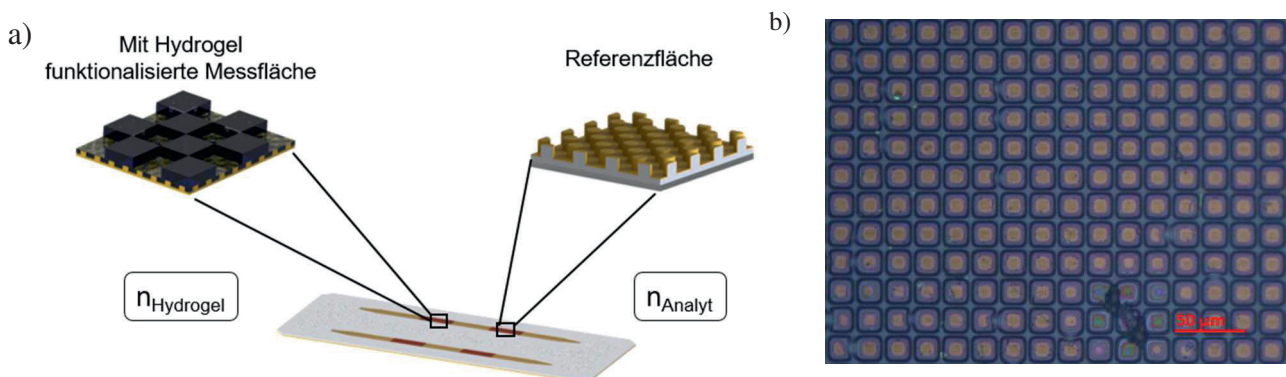 a)
Mit Hydrogel
funktionalisierte Messfläche
Referenzfläche
nHydrogel
nAnalyt
b)
50 µm